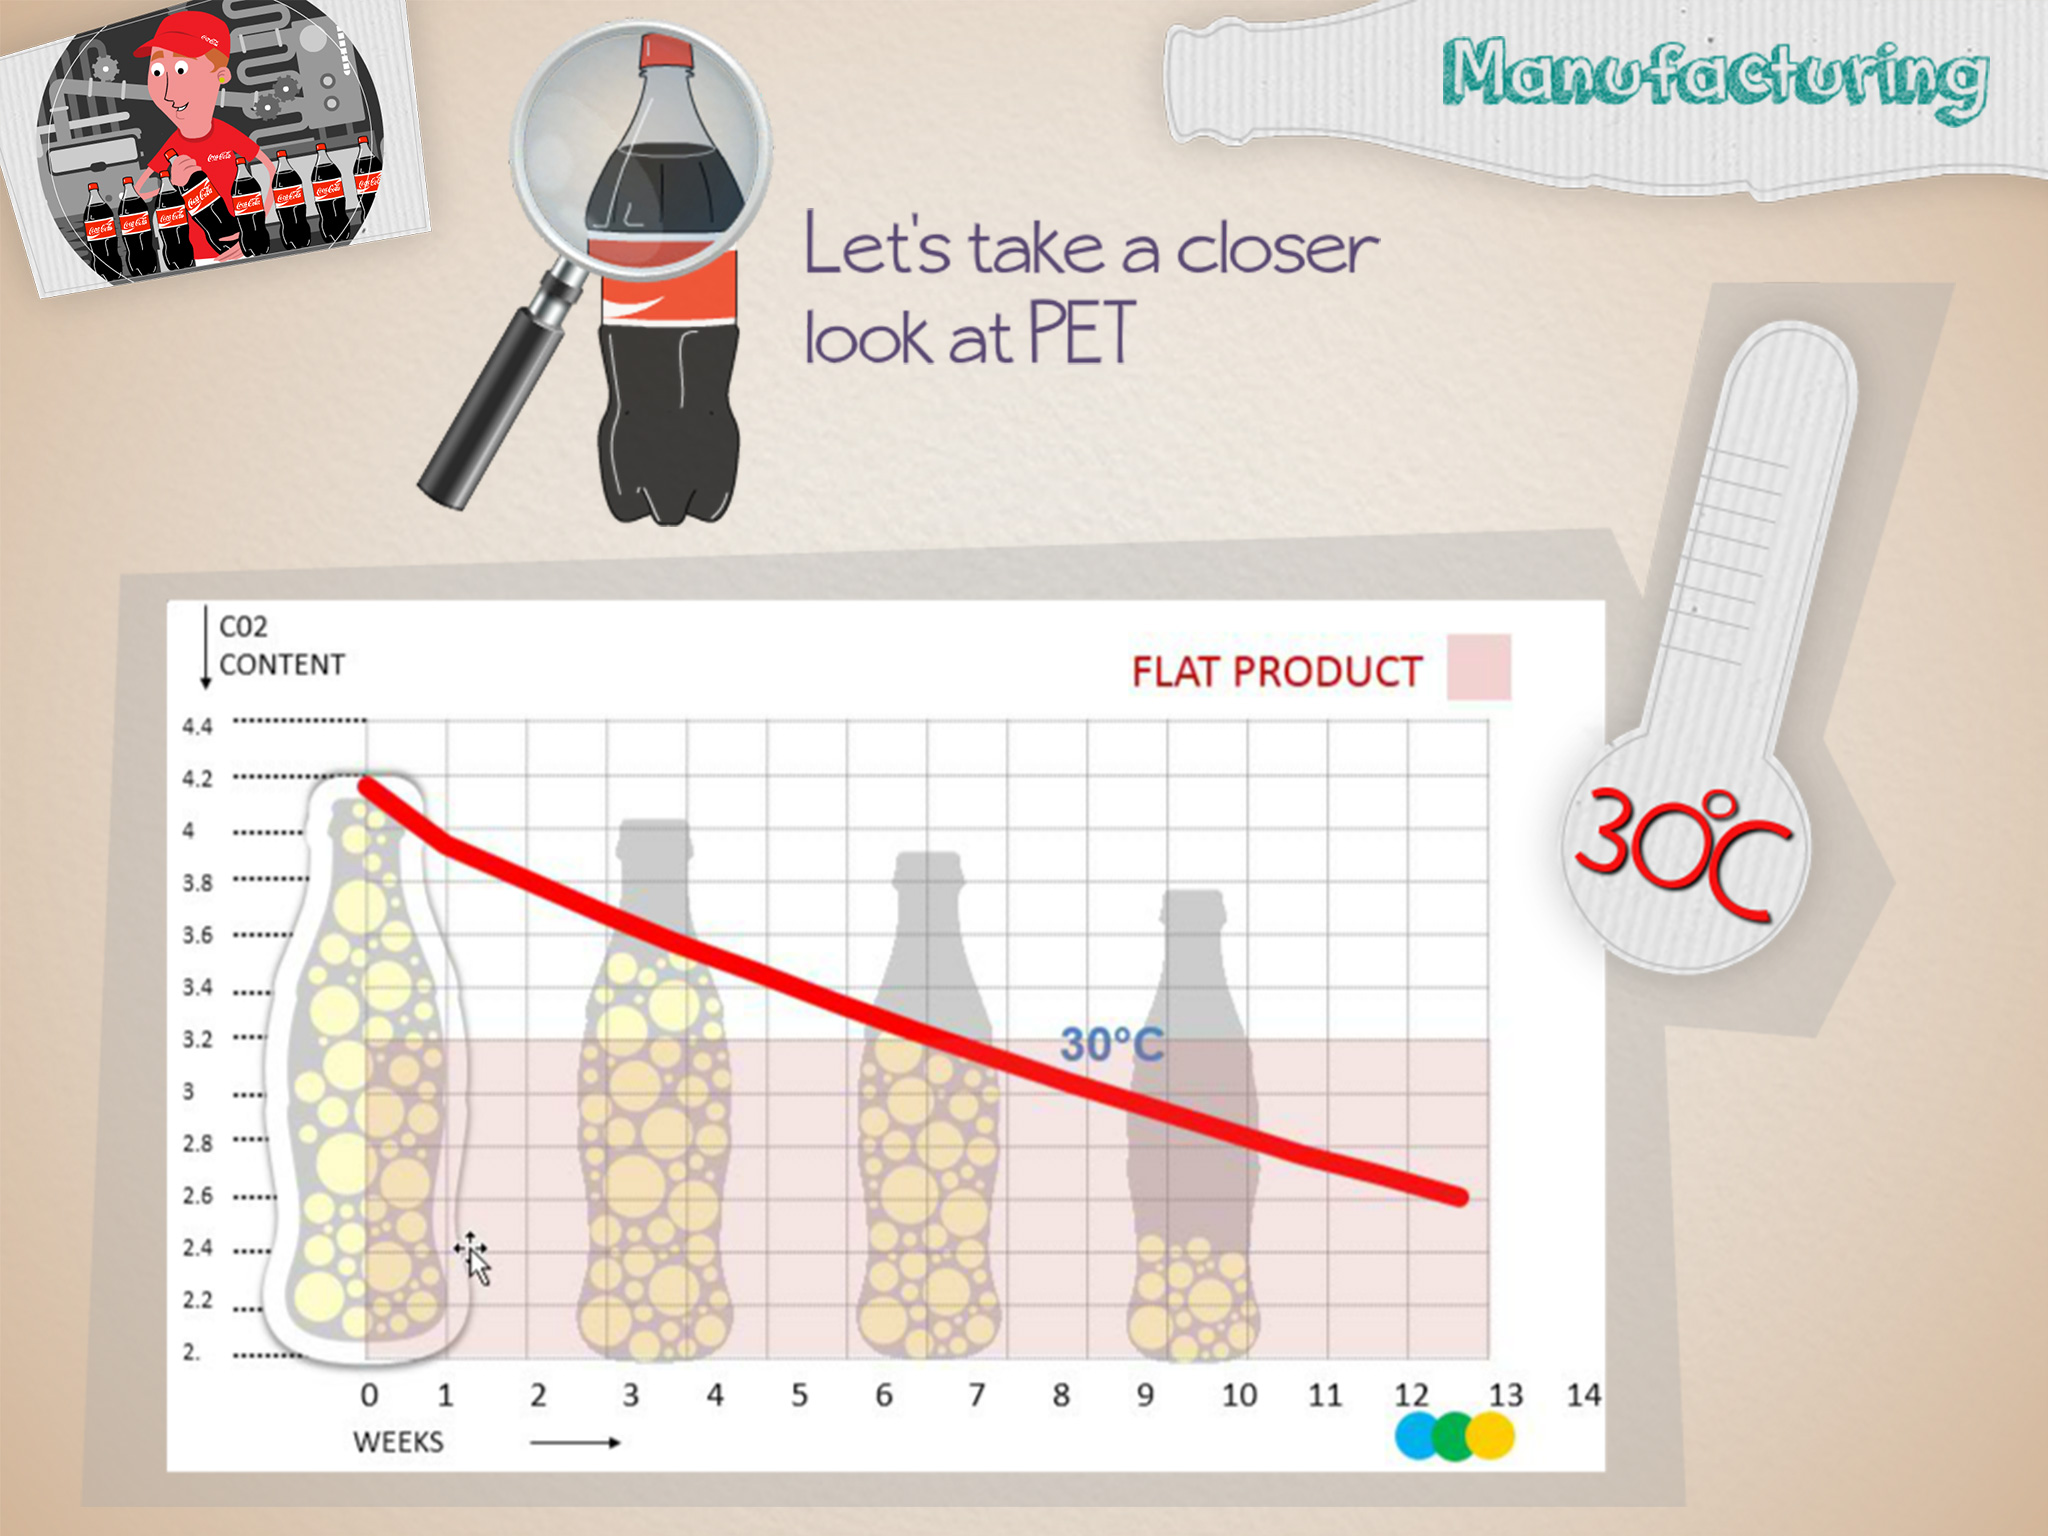 Manufacturing
Let's take a closer
look at PET
C02
CONTENT
FLAT PRODUCT
4.4
4.2
4
3.8
3.6
3.4
3.2
3
2.8
2.6
2.4
2.2
2.
30°C
30°C
0 1 2 3 4 5 6 7 8 9 10 11 12 13 14
WEEKS